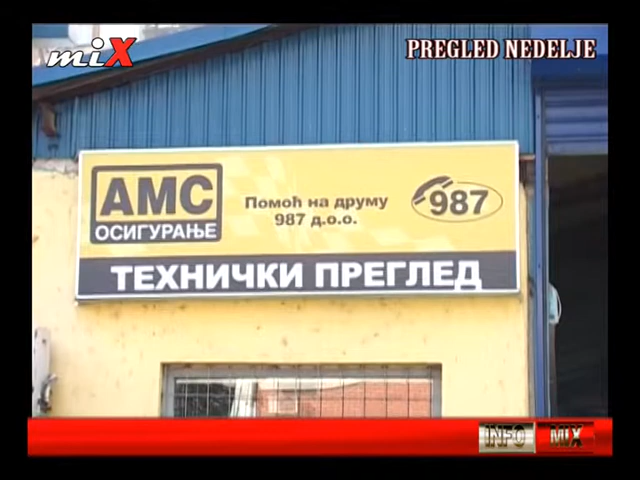 miX
PREGLED NEDELJE
АМС
ОСИГУРАЊЕ
Помоћ на друму
987 д.о.о.
987
ТЕХНИЧКИ ПРЕГЛЕД
INFO MIX